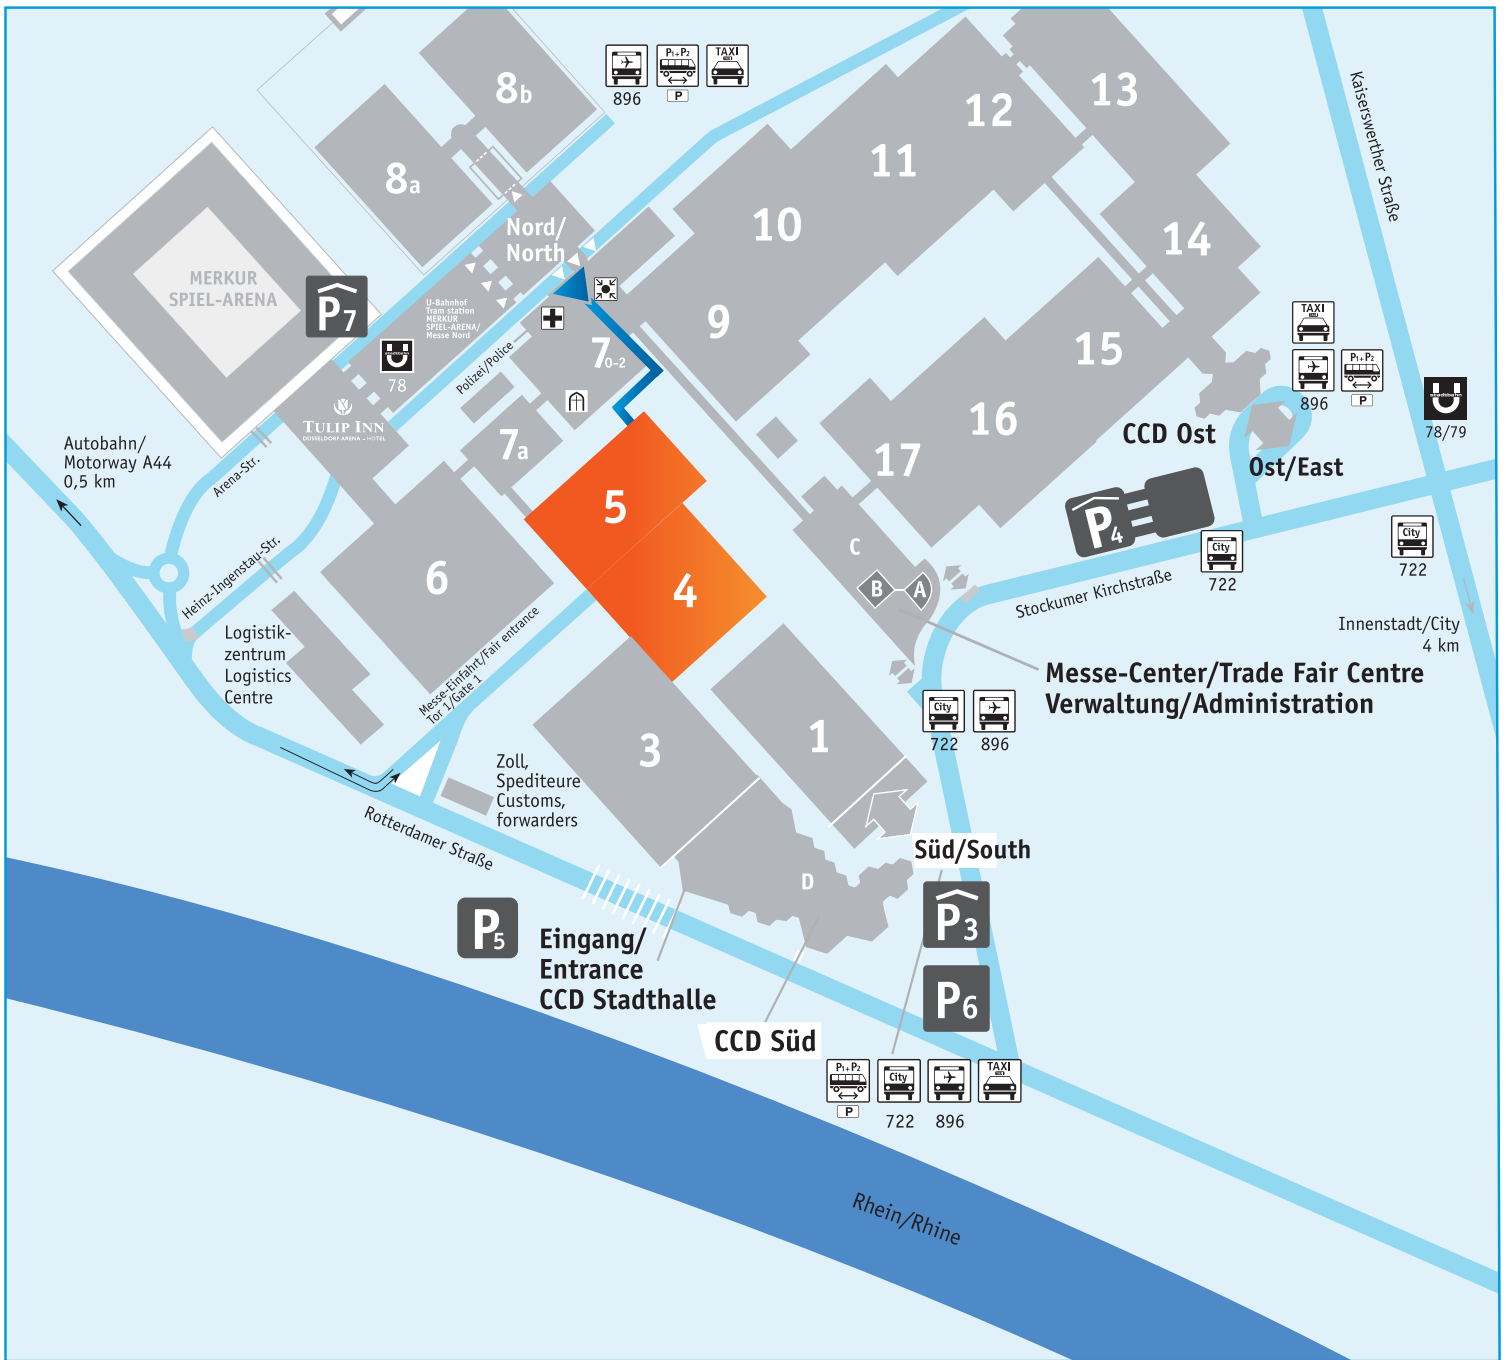 8b
P1+P2
TAXI
896
P
13
12
Kaiserswerther Straße
11
8a
10
14
Nord/
North
MERKUR
SPIEL-ARENA
P7
U-Bahnhof
Tram station
MERKUR
SPIEL-ARENA/
Messe Nord
9
TAXI
15
7 0-2
Polizei/Police
78
P1+P2
896
P
stadtbahn
78/79
TULIP INN
DÜSSELDORF ARENA • HOTEL
16
CCD Ost
Autobahn/
Motorway A44
0,5 km
7a
17
Ost/East
Arena-Str.
5
P4
City
722
City
722
C
Heinz-Ingenstau-Str.
6
4
B
A
Stockumer Kirchstraße
Innenstadt/City
4 km
Logistik-
zentrum
Logistics
Centre
Messe-Einfahrt/Fair entrance
Tor 1/Gate 1
Messe-Center/Trade Fair Centre
Verwaltung/Administration
City
722
896
3
1
Zoll,
Spediteure
Customs,
forwarders
Rotterdamer Straße
Süd/South
D
P3
P5
Eingang/
Entrance
CCD Stadthalle
P6
CCD Süd
P1+P2
City
TAXI
P
722
896
Rhein/Rhine